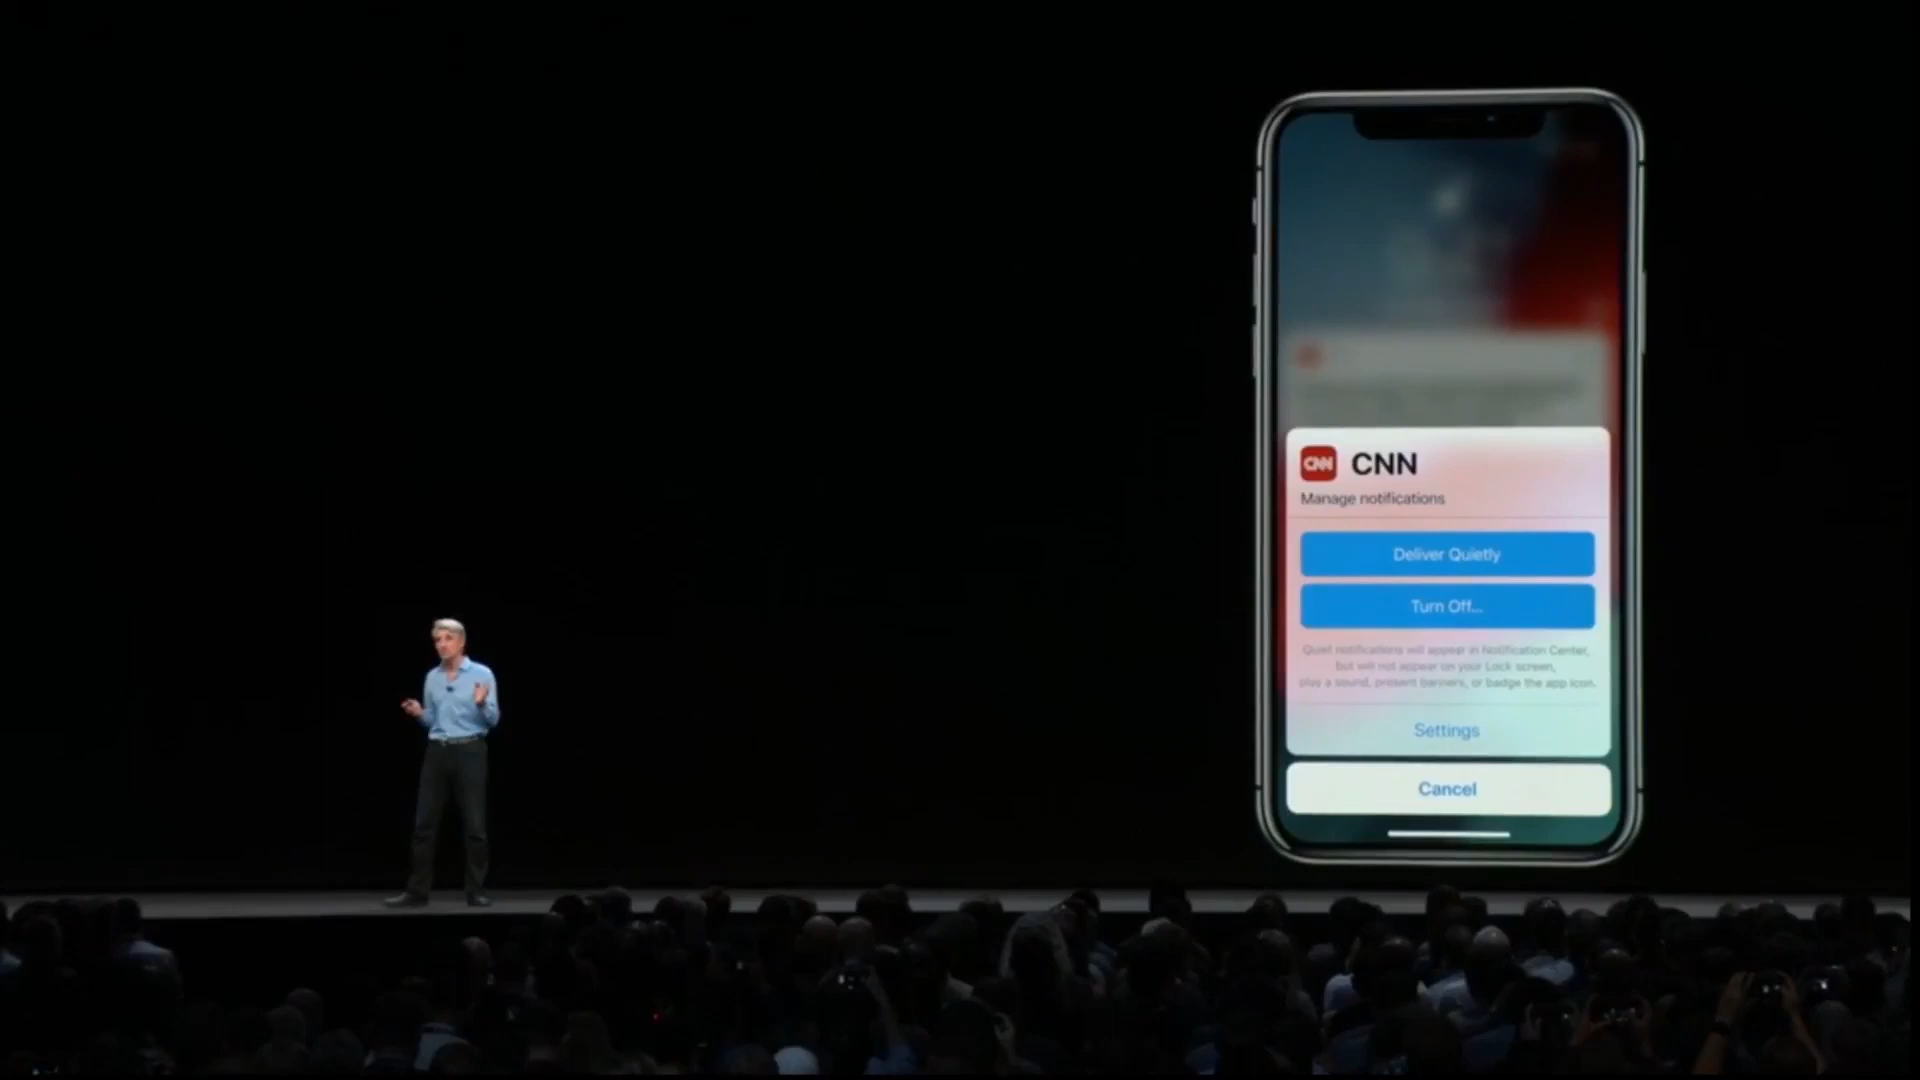 CNN CNN
Manage notifications
Deliver Quietly
Turn Off...
Quiet notifications will appear in Notification Center,
but will not appear on your Lock screen,
play a sound, present banners, or badge the app icon.
Settings
Cancel